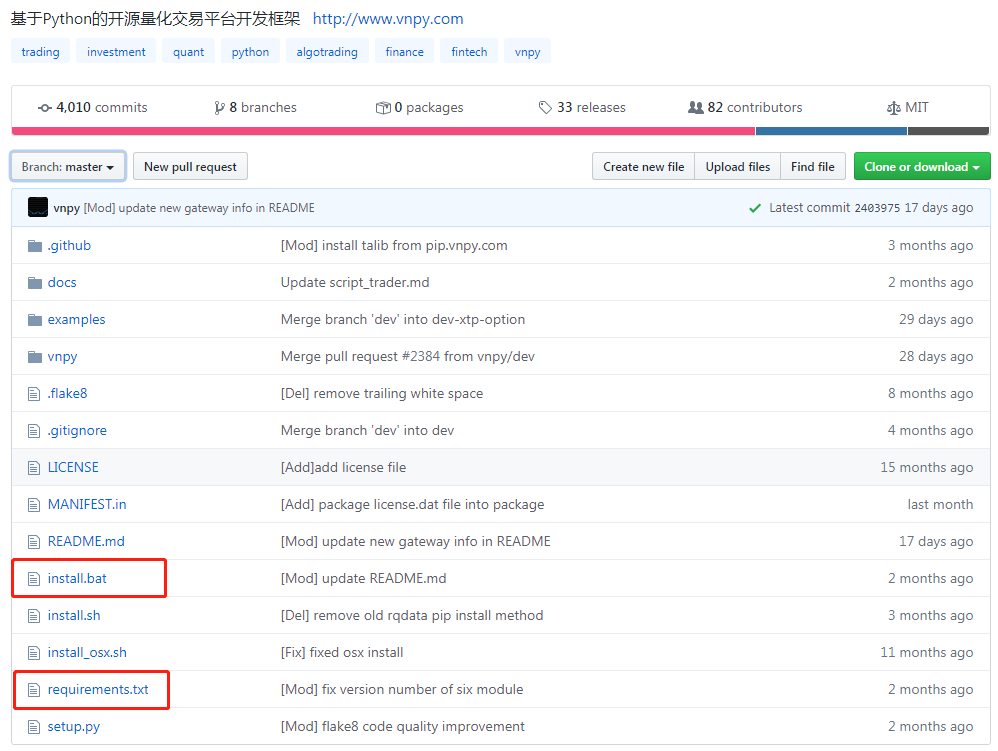 基于Python的开源量化交易平台开发框架 http://www.vnpy.com
trading investment quant python algotrading finance fintech vnpy
4,010 commits 8 branches 0 packages 33 releases 82 contributors MIT
Branch: master New pull request Create new file Upload files Find file Clone or download
vnpy [Mod] update new gateway info in README Latest commit 2403975 17 days ago
.github [Mod] install talib from pip.vnpy.com 3 months ago
docs Update script_trader.md 2 months ago
examples Merge branch 'dev' into dev-xtp-option 29 days ago
vnpy Merge pull request #2384 from vnpy/dev 28 days ago
.flake8 [Del] remove trailing white space 8 months ago
.gitignore Merge branch 'dev' into dev 4 months ago
LICENSE [Add]add license file 15 months ago
MANIFEST.in [Add] package license.dat file into package last month
README.md [Mod] update new gateway info in README 17 days ago
install.bat [Mod] update README.md 2 months ago
install.sh [Del] remove old rqdata pip install method 3 months ago
install_osx.sh [Fix] fixed osx install 11 months ago
requirements.txt [Mod] fix version number of six module 2 months ago
setup.py [Mod] flake8 code quality improvement 2 months ago